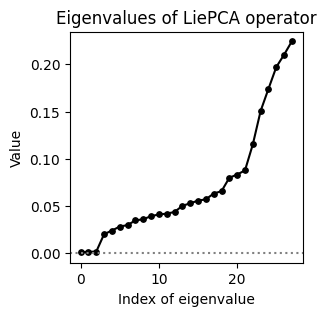 Eigenvalues of LiePCA operator
Value
0.20
0.15
0.10
0.05
0.00
0 10 20
Index of eigenvalue